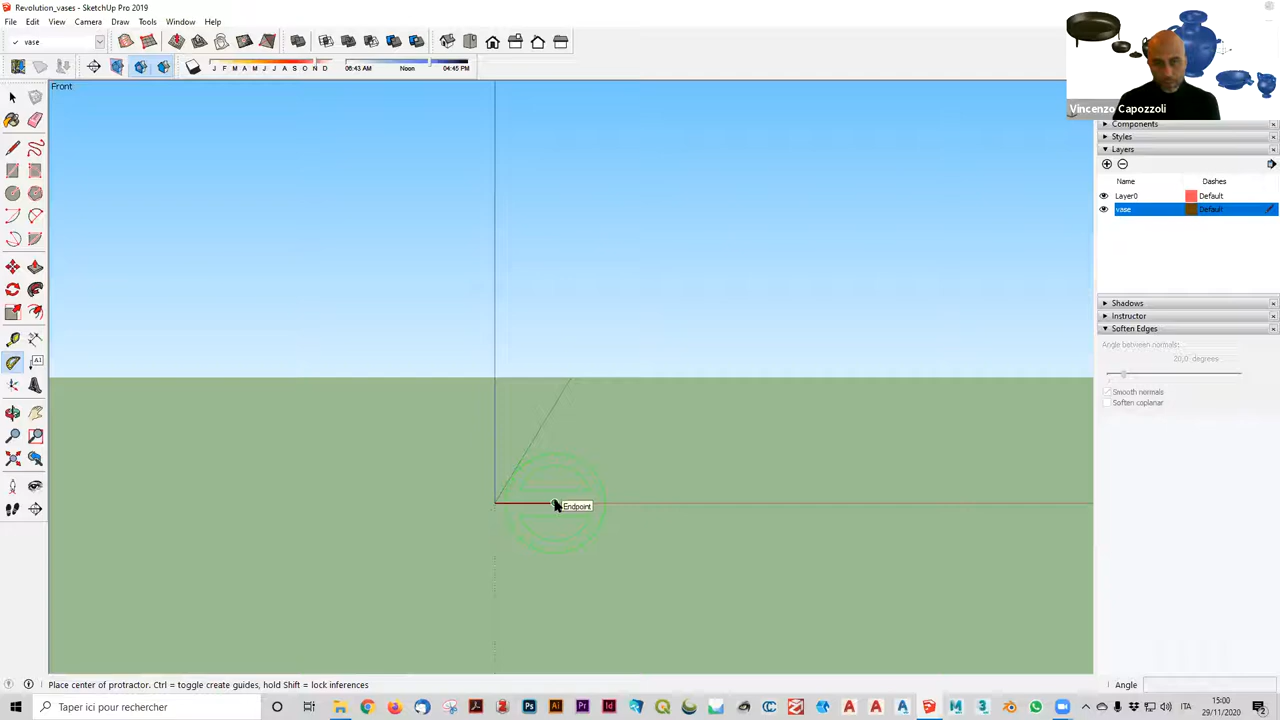 Revolution_vases - SketchUp Pro 2019
File Edit View Camera Draw Tools Window Help
vase
J F M A M J J A S O N D
06:43 AM Noon 04:45 PM
Front
Vincenzo Capozzoli
Components
Styles
Layers
Name Dashes
Layer0 Default
vase Default
Shadows
Instructor
Soften Edges
Angle between normals:
20,0 degrees
Smooth normals
Soften coplanar
Endpoint
Place center of protractor. Ctrl = toggle create guides, hold Shift = lock inferences
Angle
Taper ici pour rechercher
15:00
29/11/2020